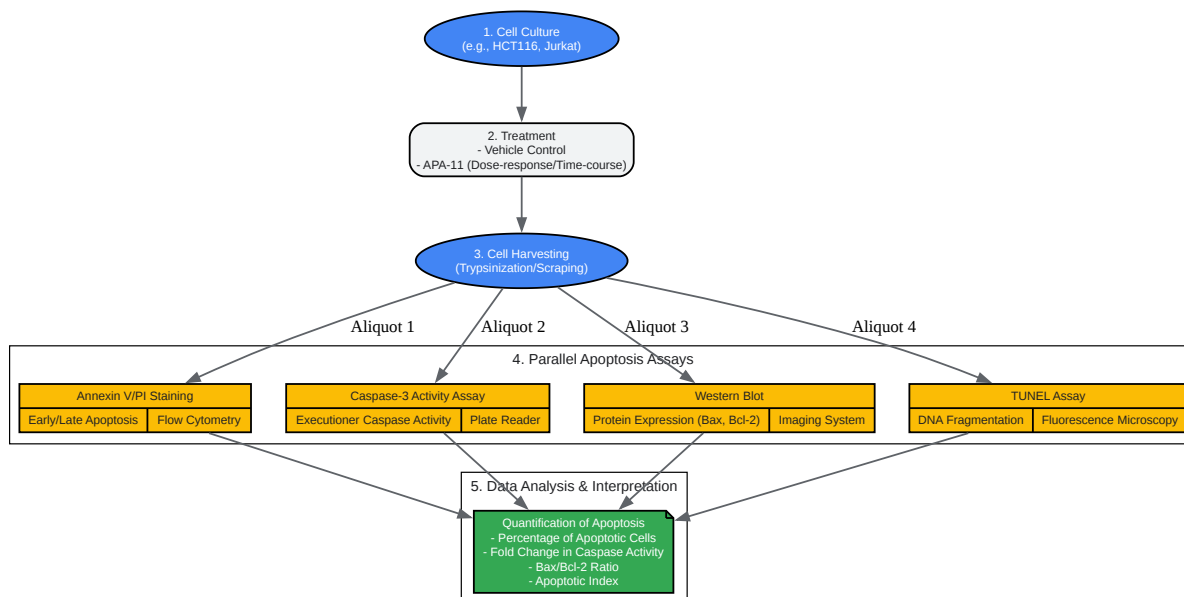 1. Cell Culture
(e.g., HCT116, Jurkat)
2. Treatment
- Vehicle Control
- APA-11 (Dose-response/Time-course)
3. Cell Harvesting
(Trypsinization/Scraping)
Aliquot 1
Aliquot 2
Aliquot 3
Aliquot 4
4. Parallel Apoptosis Assays
Annexin V/PI Staining
Early/Late Apoptosis
Flow Cytometry
Caspase-3 Activity Assay
Executioner Caspase Activity
Plate Reader
Western Blot
Protein Expression (Bax, Bcl-2)
Imaging System
TUNEL Assay
DNA Fragmentation
Fluorescence Microscopy
5. Data Analysis & Interpretation
Quantification of Apoptosis
- Percentage of Apoptotic Cells
- Fold Change in Caspase Activity
- Bax/Bcl-2 Ratio
- Apoptotic Index